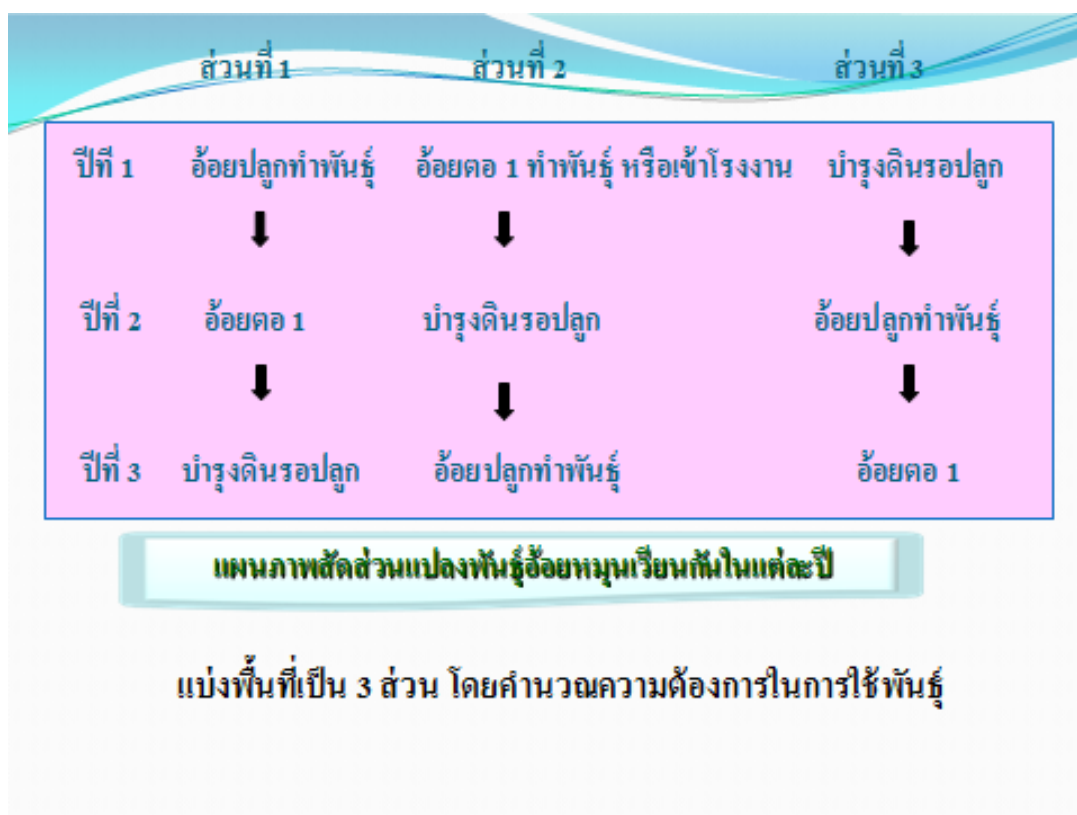 ส่วนที่ 1 ส่วนที่ 2 ส่วนที่ 3
ปีที่ 1 อ้อยปลูกทำพันธุ์ อ้อยตอ 1 ทำพันธุ์ หรือเข้าโรงงาน บำรุงดินรอปลูก
ปีที่ 2 อ้อยตอ 1 บำรุงดินรอปลูก อ้อยปลูกทำพันธุ์
ปีที่ 3 บำรุงดินรอปลูก อ้อยปลูกทำพันธุ์ อ้อยตอ 1
แผนภาพสัดส่วนแปลงพันธุ์อ้อยหมุนเวียนกันในแต่ละปี
แบ่งพื้นที่เป็น 3 ส่วน โดยคำนวณความต้องการในการใช้พันธุ์